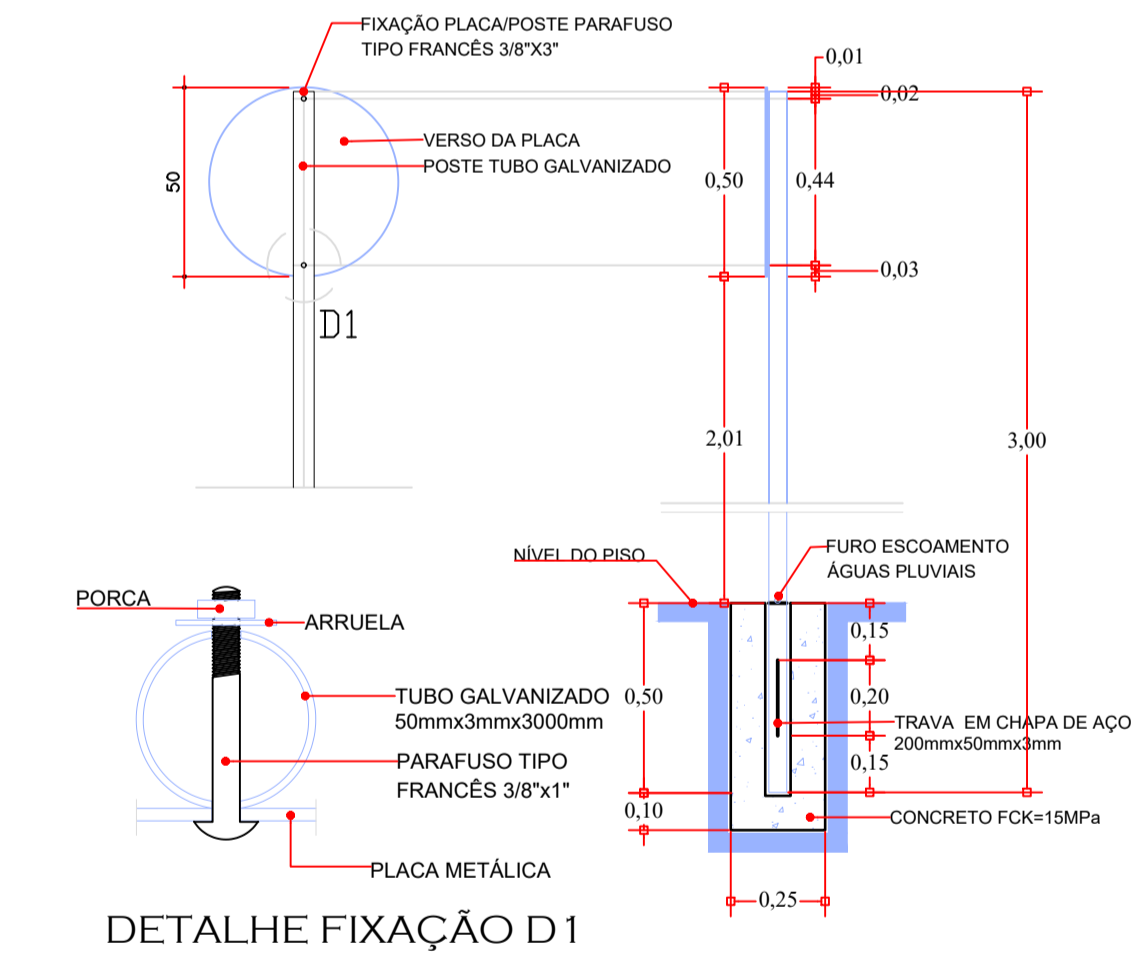 FIXAÇÃO PLACA/POSTE PARAFUSO
TIPO FRANCÊS 3/8"X3"
0,01
0,02
VERSO DA PLACA
POSTE TUBO GALVANIZADO
50
0,50
0,44
0,03
D1
2,01
3,00
NÍVEL DO PISO
FURO ESCOAMENTO
ÁGUAS PLUVIAIS
PORCA
ARRUELA
0,15
TUBO GALVANIZADO
50mmx3mmx3000mm
0,50
0,20
TRAVA EM CHAPA DE AÇO
200mmx50mmx3mm
0,15
PARAFUSO TIPO
FRANCÊS 3/8"x1"
0,10
CONCRETO FCK=15MPa
PLACA METÁLICA
0,25
DETALHE FIXAÇÃO D1